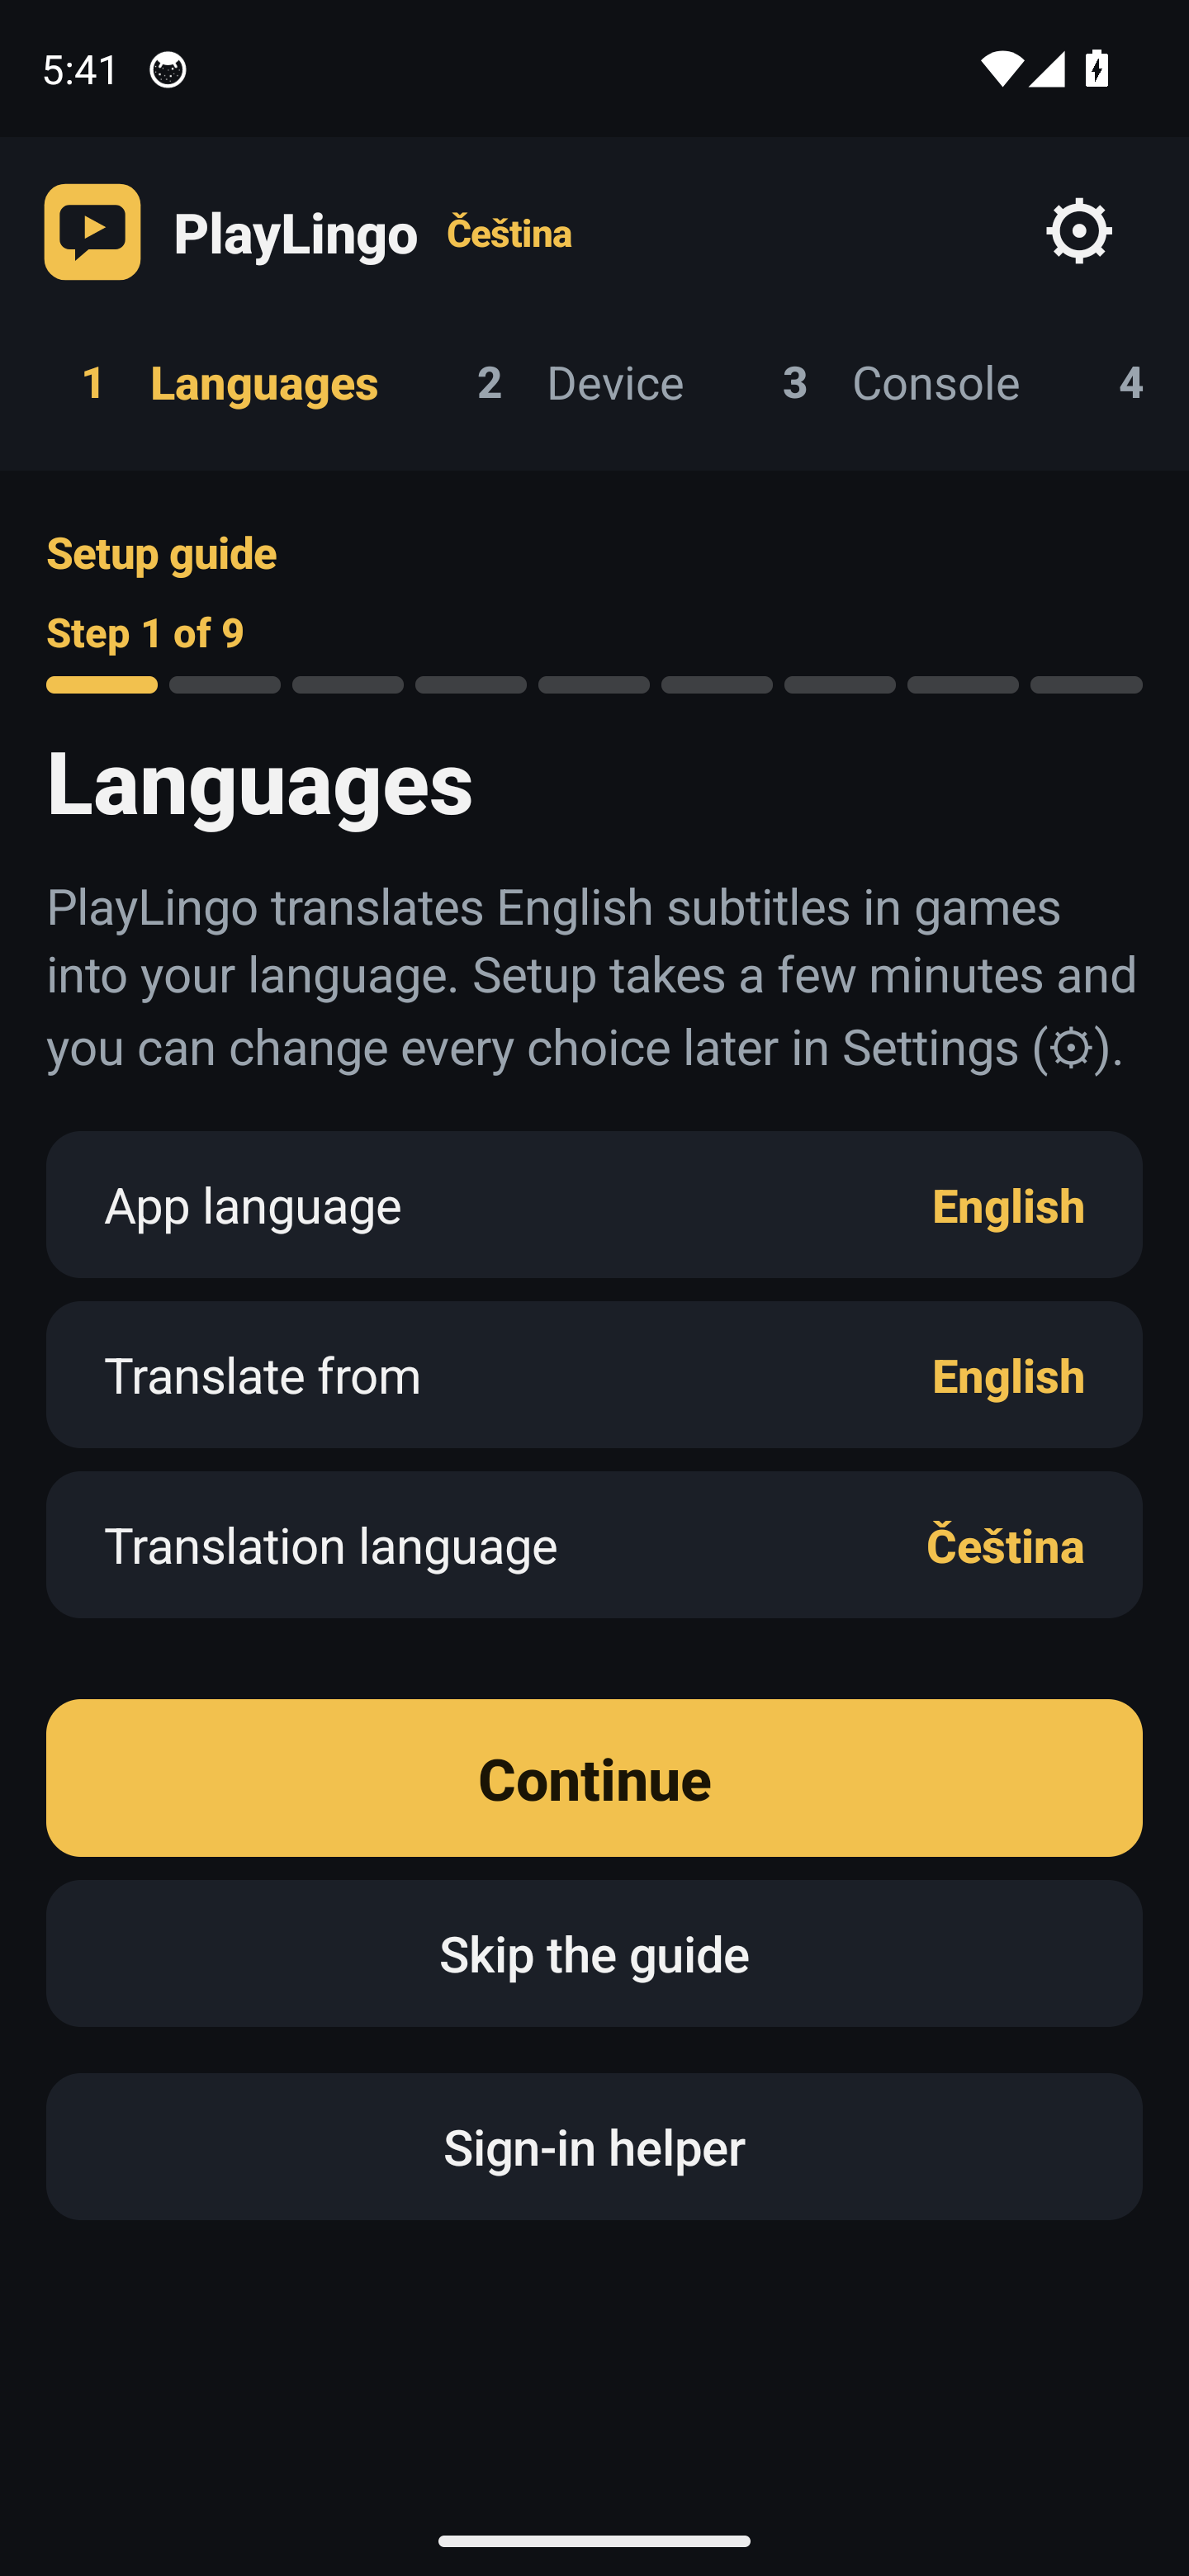 5:41
PlayLingo Čeština
1 Languages 2 Device 3 Console 4
Setup guide
Step 1 of 9
Languages
PlayLingo translates English subtitles in games
into your language. Setup takes a few minutes and
you can change every choice later in Settings (⚙).
App language English
Translate from English
Translation language Čeština
Continue
Skip the guide
Sign-in helper